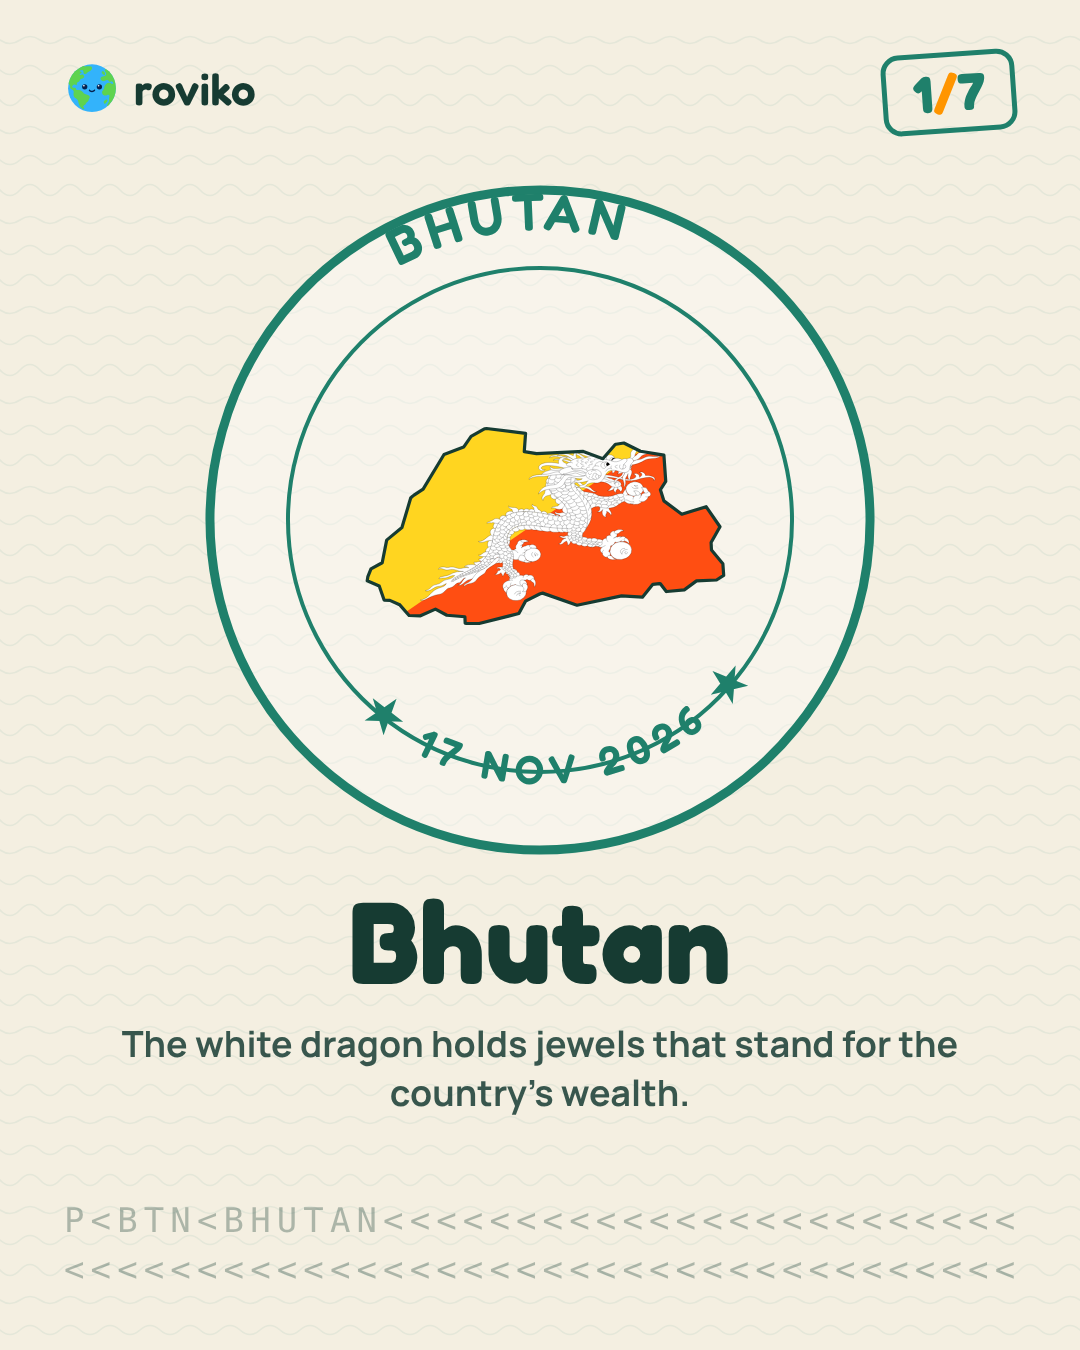 roviko
1/7
BHUTAN
★ 17 NOV 2026 ★
Bhutan
The white dragon holds jewels that stand for the
country’s wealth.
P<BTN<BHUTAN<<<<<<<<<<<<<<<<<<<<<<<<
<<<<<<<<<<<<<<<<<<<<<<<<<<<<<<<<<<<<